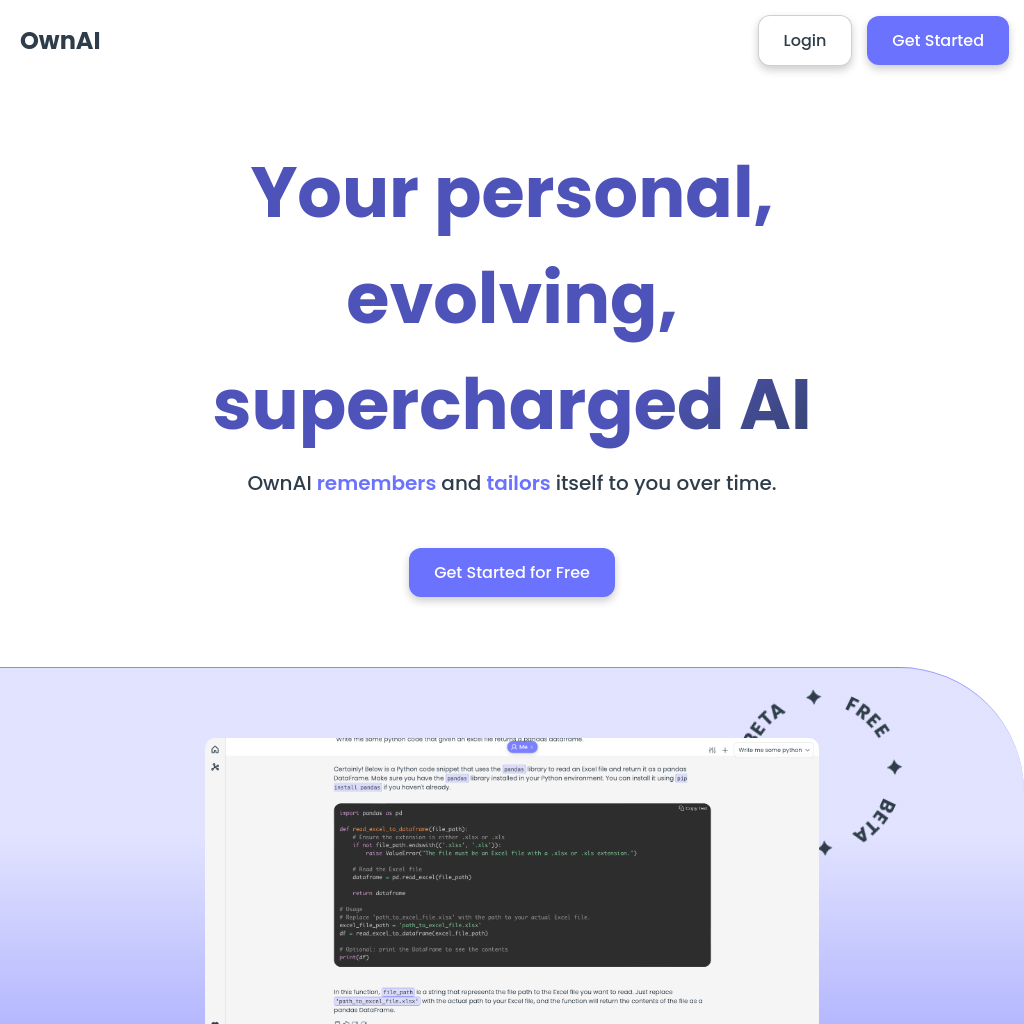 OwnAI
Login
Get Started
Your personal,
evolving,
supercharged AI
OwnAI remembers and tailors itself to you over time.
Get Started for Free
BETA ✦ FREE ✦ BETA ✦
Write me some python code that given an excel file returns a pandas dataframe.
Me
Write me some python
Certainly! Below is a Python code snippet that uses the pandas library to read an Excel file and return it as a pandas
DataFrame. Make sure you have the pandas library installed in your Python environment. You can install it using pip
install pandas if you haven't already.
Copy text
import pandas as pd
def read_excel_to_dataframe(file_path):
# Ensure the extension is either .xlsx or .xls
if not file_path.endswith(('.xlsx', '.xls')):
raise ValueError("The file must be an Excel file with a .xlsx or .xls extension.")
# Read the Excel file
dataframe = pd.read_excel(file_path)
return dataframe
# Usage
# Replace 'path_to_excel_file.xlsx' with the path to your actual Excel file.
excel_file_path = 'path_to_excel_file.xlsx'
df = read_excel_to_dataframe(excel_file_path)
# Optional: print the DataFrame to see the contents
print(df)
In this function, file_path is a string that represents the file path to the Excel file you want to read. Just replace
'path_to_excel_file.xlsx' with the actual path to your Excel file, and the function will return the contents of the file as a
pandas DataFrame.